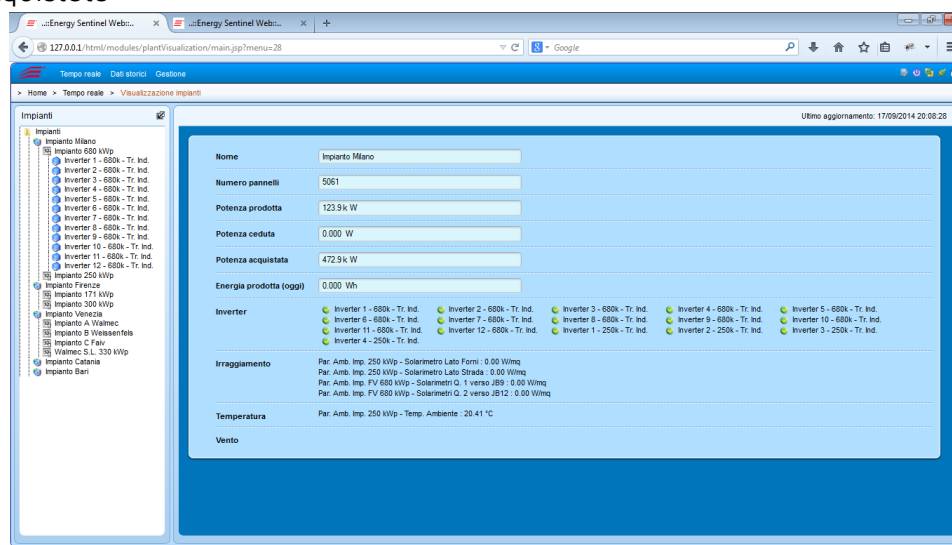 ..::Energy Sentinel Web::.. × ..::Energy Sentinel Web::.. × +
127.0.0.1/html/modules/plantVisualization/main.jsp?menu=28 Google
Tempo reale Dati storici Gestione
> Home > Tempo reale > Visualizzazione impianti
Impianti
Ultimo aggiornamento: 17/09/2014 20:08:28
Impianti
Impianto Milano
Impianto 680 kWp
Inverter 1 - 680k - Tr. Ind.
Inverter 2 - 680k - Tr. Ind.
Inverter 3 - 680k - Tr. Ind.
Inverter 4 - 680k - Tr. Ind.
Inverter 5 - 680k - Tr. Ind.
Inverter 6 - 680k - Tr. Ind.
Inverter 7 - 680k - Tr. Ind.
Inverter 8 - 680k - Tr. Ind.
Inverter 9 - 680k - Tr. Ind.
Inverter 10 - 680k - Tr. Ind.
Inverter 11 - 680k - Tr. Ind.
Inverter 12 - 680k - Tr. Ind.
Impianto 250 kWp
Impianto Firenze
Impianto 171 kWp
Impianto 300 kWp
Impianto Venezia
Impianto A Walmec
Impianto B Weissenfels
Impianto C Faiv
Walmec S.L. 330 kWp
Impianto Catania
Impianto Bari
Nome Impianto Milano
Numero pannelli 5061
Potenza prodotta 123.9 k W
Potenza ceduta 0.000 W
Potenza acquistata 472.9 k W
Energia prodotta (oggi) 0.000 Wh
Inverter Inverter 1 - 680k - Tr. Ind. Inverter 2 - 680k - Tr. Ind. Inverter 3 - 680k - Tr. Ind. Inverter 4 - 680k - Tr. Ind. Inverter 5 - 680k - Tr. Ind.
Inverter 6 - 680k - Tr. Ind. Inverter 7 - 680k - Tr. Ind. Inverter 8 - 680k - Tr. Ind. Inverter 9 - 680k - Tr. Ind. Inverter 10 - 680k - Tr. Ind.
Inverter 11 - 680k - Tr. Ind. Inverter 12 - 680k - Tr. Ind. Inverter 1 - 250k - Tr. Ind. Inverter 2 - 250k - Tr. Ind. Inverter 3 - 250k - Tr. Ind.
Inverter 4 - 250k - Tr. Ind.
Irraggiamento Par. Amb. Imp. 250 kWp - Solarimetro Lato Forni : 0.00 W/mq
Par. Amb. Imp. 250 kWp - Solarimetro Lato Strada : 0.00 W/mq
Par. Amb. Imp. FV 680 kWp - Solarimetri Q. 1 verso JB9 : 0.00 W/mq
Par. Amb. Imp. FV 680 kWp - Solarimetri Q. 2 verso JB12 : 0.00 W/mq
Temperatura Par. Amb. Imp. 250 kWp - Temp. Ambiente : 20.41 °C
Vento